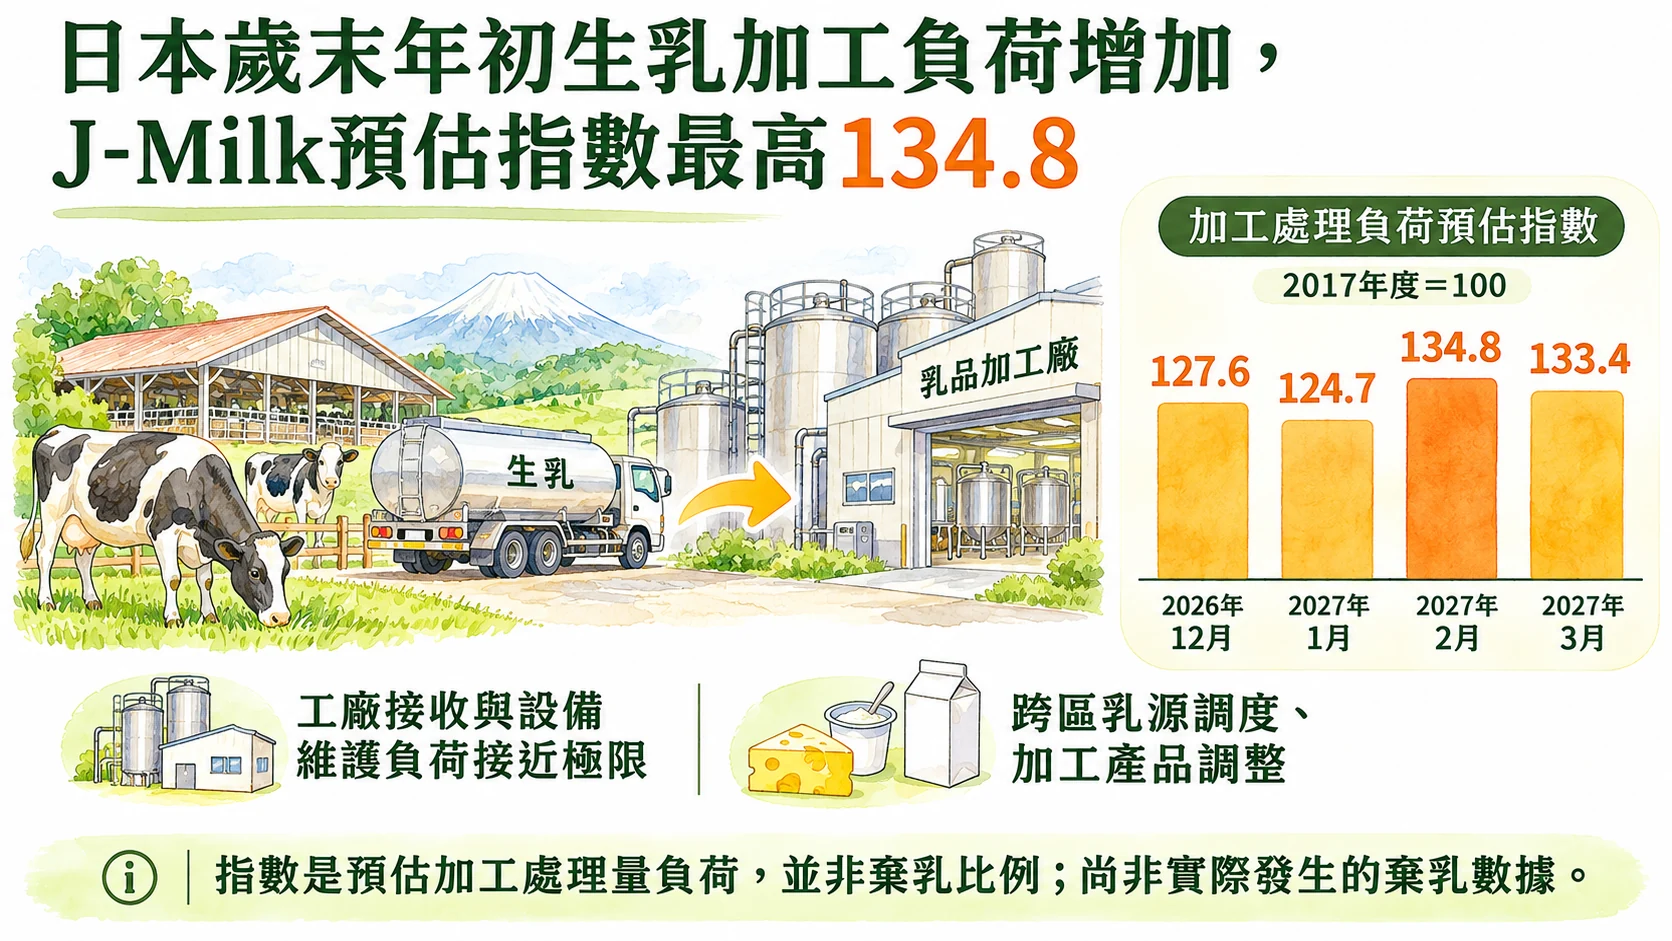 日本歲末年初生乳加工負荷增加，
J-Milk預估指數最高134.8
加工處理負荷預估指數
2017年度＝100
127.6
124.7
134.8
133.4
2026年
12月
2027年
1月
2027年
2月
2027年
3月
生乳
乳品加工廠
工廠接收與設備
維護負荷接近極限
跨區乳源調度、
加工產品調整
指數是預估加工處理量負荷，並非棄乳比例；尚非實際發生的棄乳數據。